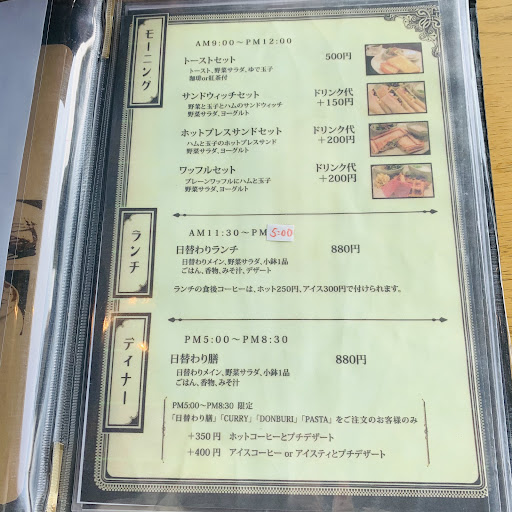 モーニング
AM9:00～PM12:00
トーストセット 500円
トースト、野菜サラダ、ゆで玉子
珈琲or紅茶付
サンドウィッチセット ドリンク代
＋150円
野菜と玉子とハムのサンドウィッチ
野菜サラダ、ヨーグルト
ホットプレスサンドセット ドリンク代
＋200円
ハムと玉子のホットプレスサンド
野菜サラダ、ヨーグルト
ワッフルセット ドリンク代
＋200円
プレーンワッフルにハムと玉子
野菜サラダ、ヨーグルト
ランチ
AM11:30～PM 5:00
日替わりランチ 880円
日替わりメイン、野菜サラダ、小鉢1品
ごはん、香物、みそ汁、デザート
ランチの食後コーヒーは、ホット250円、アイス300円で付けられます。
ディナー
PM5:00～PM8:30
日替わり膳 880円
日替わりメイン、野菜サラダ、小鉢1品
ごはん、香物、みそ汁
PM5:00～PM8:30 限定
「日替わり膳」「CURRY」「DONBURI」「PASTA」をご注文のお客様のみ
＋350円 ホットコーヒーとプチデザート
＋400円 アイスコーヒー or アイスティとプチデザート